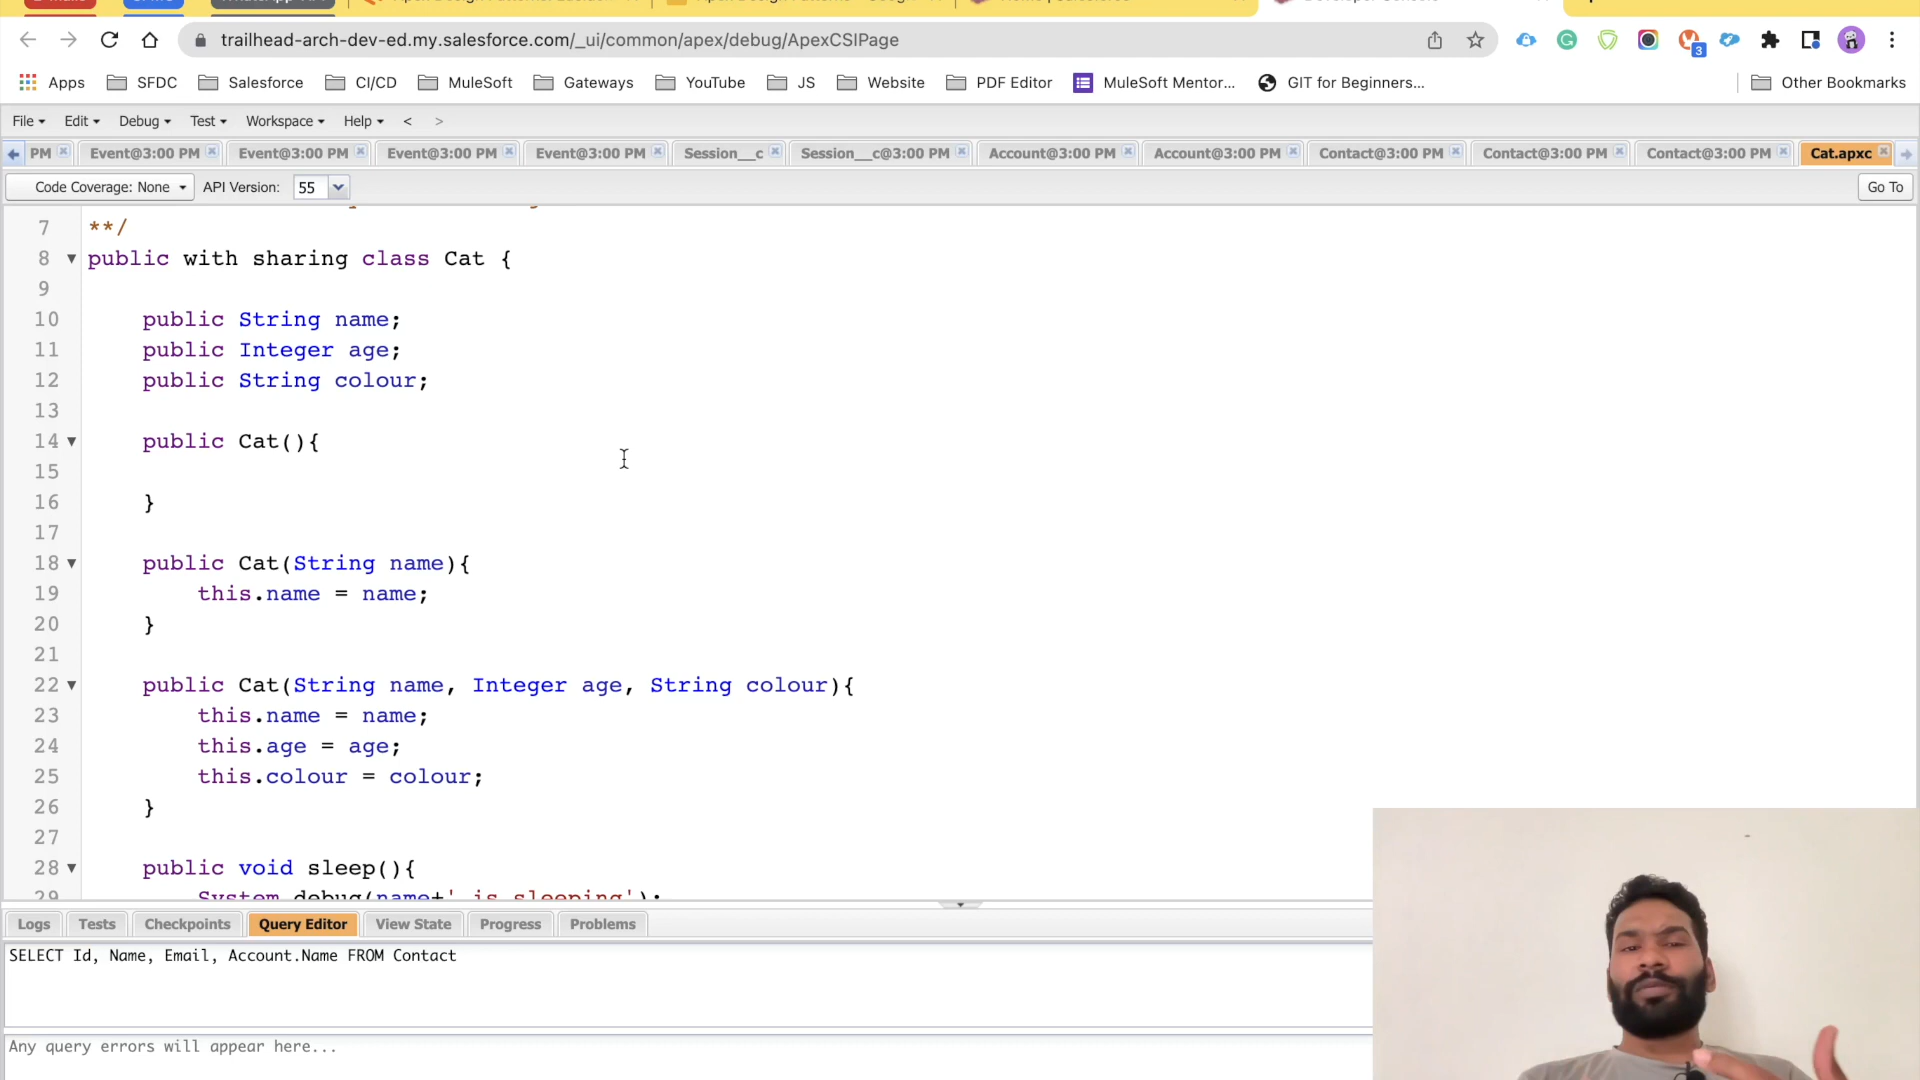 trailhead-arch-dev-ed.my.salesforce.com/_ui/common/apex/debug/ApexCSIPage
3
Apps SFDC Salesforce CI/CD MuleSoft Gateways YouTube JS Website PDF Editor MuleSoft Mentor... GIT for Beginners... Other Bookmarks
File Edit Debug Test Workspace Help < >
PM Event@3:00 PM Event@3:00 PM Event@3:00 PM Event@3:00 PM Session__c Session__c@3:00 PM Account@3:00 PM Account@3:00 PM Contact@3:00 PM Contact@3:00 PM Contact@3:00 PM Cat.apxc
Code Coverage: None API Version: 55 Go To
7 **/
8 public with sharing class Cat {
9
10 public String name;
11 public Integer age;
12 public String colour;
13
14 public Cat(){
15
16 }
17
18 public Cat(String name){
19 this.name = name;
20 }
21
22 public Cat(String name, Integer age, String colour){
23 this.name = name;
24 this.age = age;
25 this.colour = colour;
26 }
27
28 public void sleep(){
29 System.debug(name+' is sleeping');
Logs Tests Checkpoints Query Editor View State Progress Problems
SELECT Id, Name, Email, Account.Name FROM Contact
Any query errors will appear here...